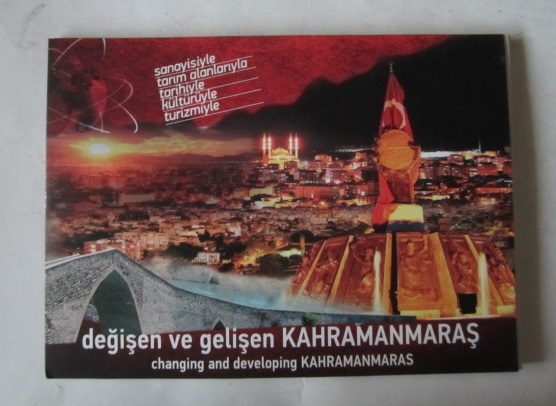 sanayisiyle
tarım alanlarıyla
tarihiyle
kültürüyle
turizmiyle
değişen ve gelişen KAHRAMANMARAŞ
changing and developing KAHRAMANMARAS